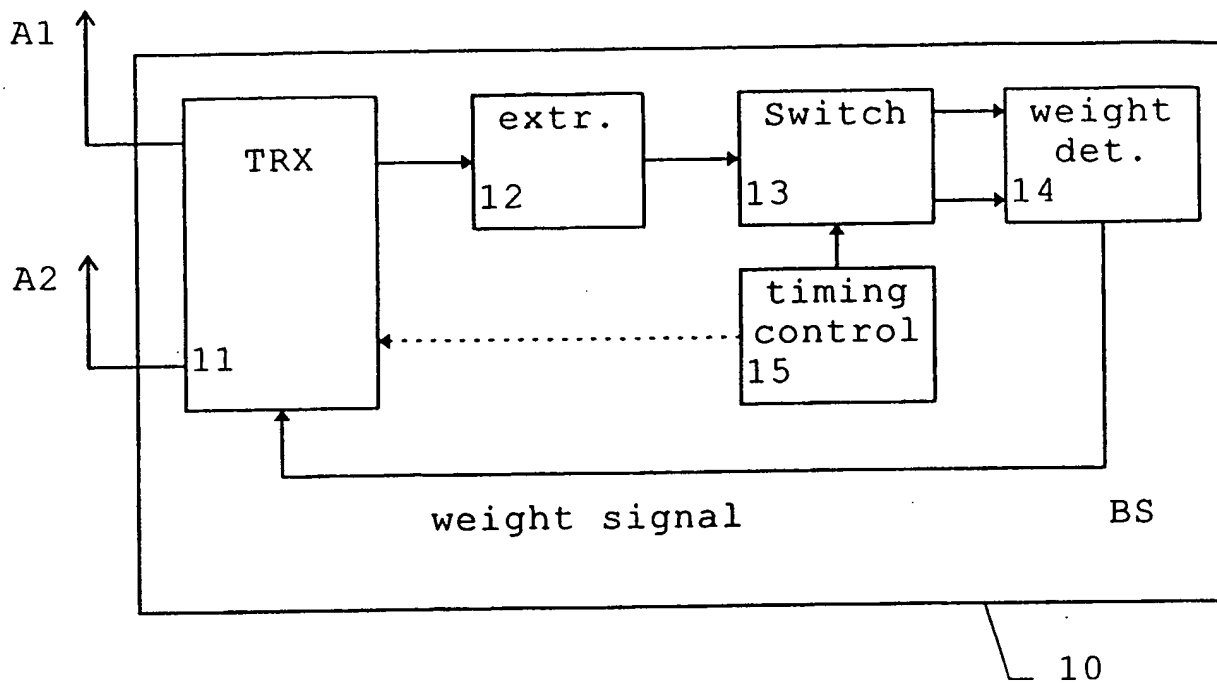 A1
TRX
extr.
12
Switch
13
weight
det.
14
A2
11
timing
control
15
weight signal
BS
10